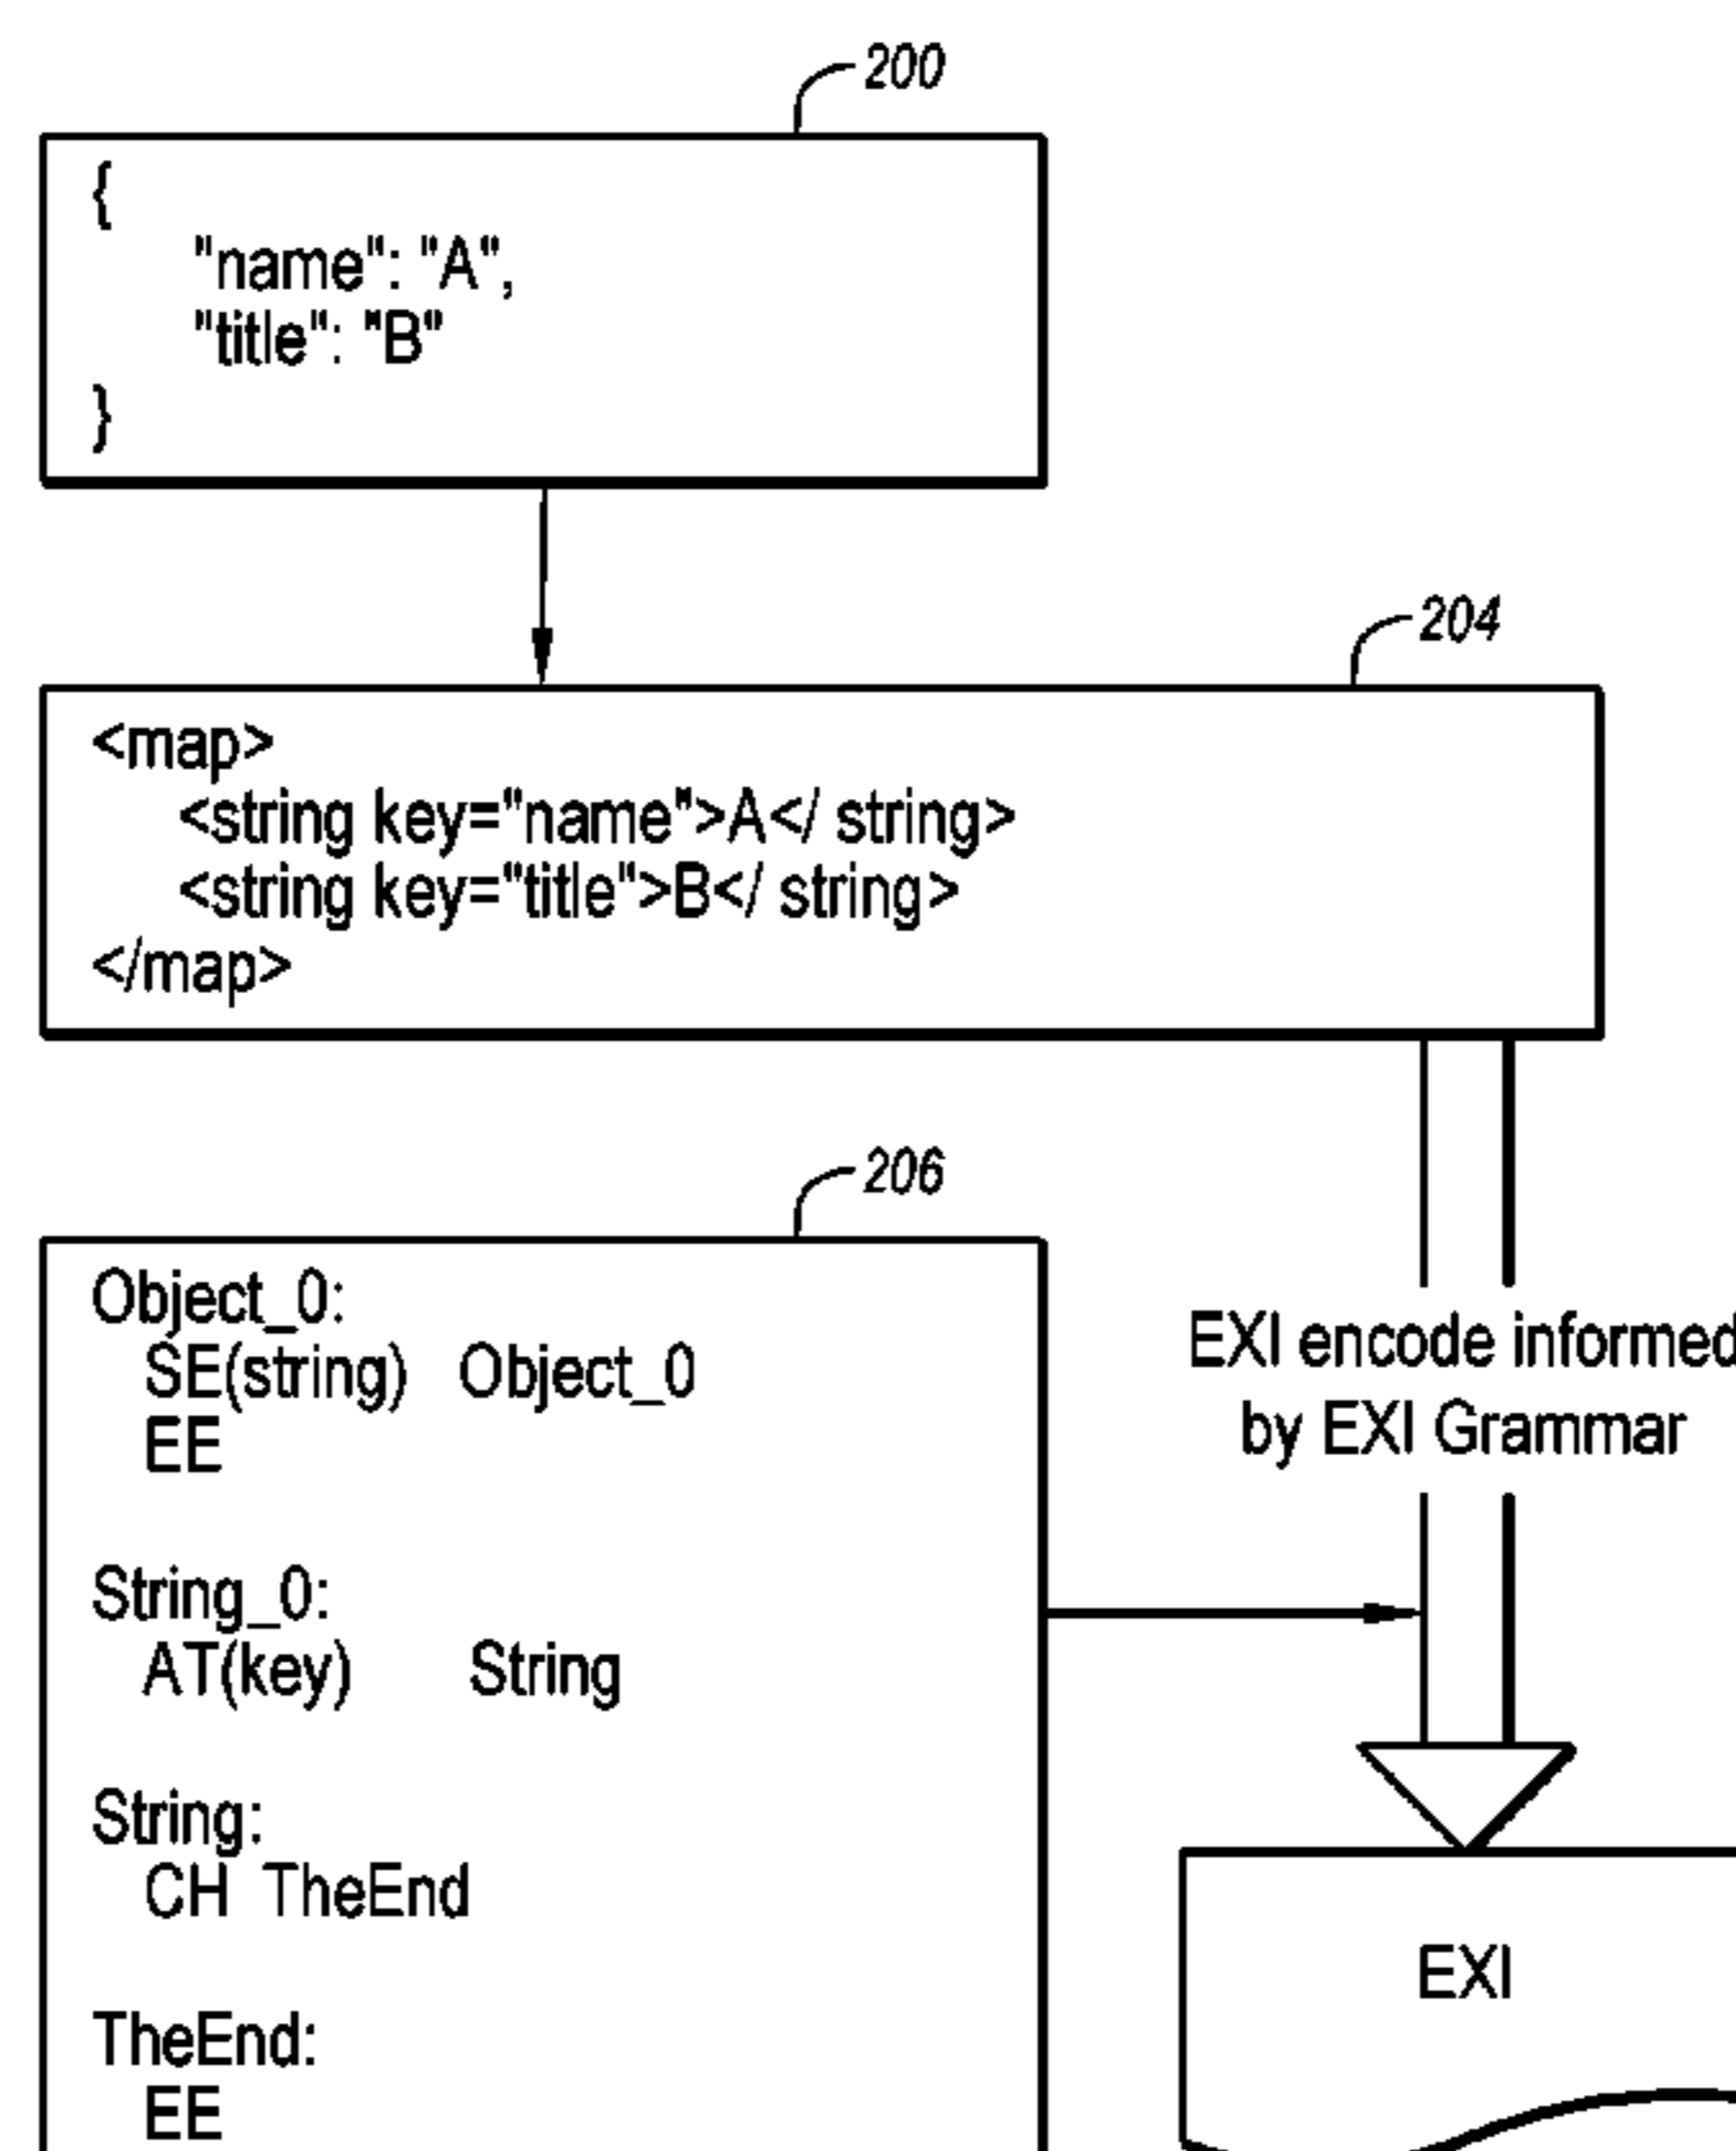 200
{
"name": "A",
"title": "B"
}
204
<map>
<string key="name">A</ string>
<string key="title">B</ string>
</map>
206
Object_0:
SE(string) Object_0
EE
String_0:
AT(key) String
String:
CH TheEnd
TheEnd:
EE
EXI encode informed
by EXI Grammar
EXI